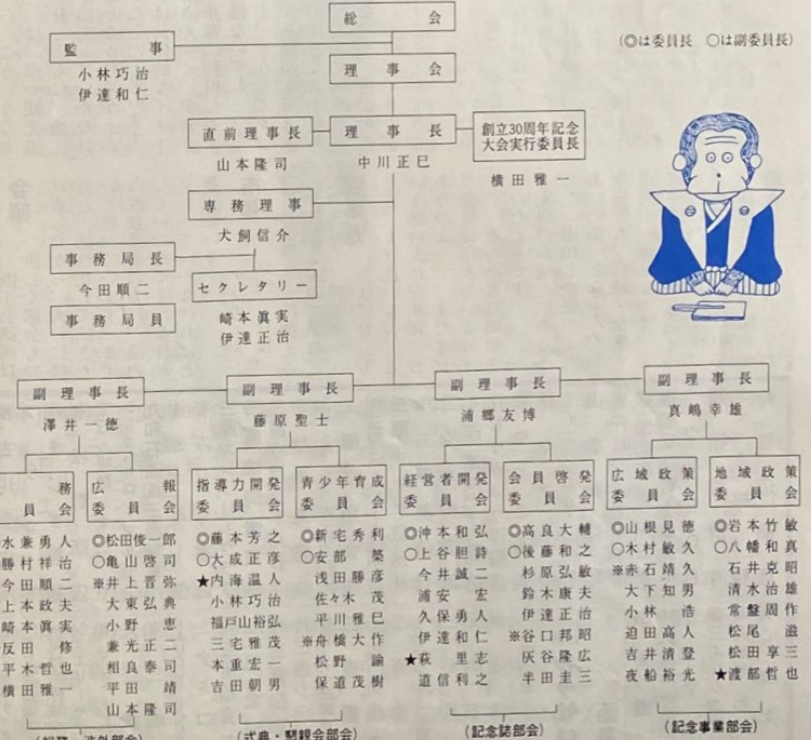 総会
(◎は委員長 ○は副委員長)
監事
小林巧治
伊達和仁
理事会
直前理事長
山本隆司
理事長
中川正巳
創立30周年記念
大会実行委員長
横田雅一
専務理事
犬飼信介
事務局長
今田順二
事務局員
セクレタリー
崎本眞実
伊達正治
副理事長
澤井一徳
副理事長
藤原聖士
副理事長
浦郷友博
副理事長
真嶋幸雄
務
員会
水兼勇人
勝村祥治
今田順二
上本政夫
崎本眞実
反田修
平木哲也
横田雅一
広報
委員会
◎松田俊一郎
○亀山啓司
※井上晋弥
大東弘典
小野恵
兼光正二
相良泰司
平田靖
山本隆司
指導力開発
委員会
◎藤本芳之
○大成正彦
★内海温人
小林巧治
福戸山裕弘
三宅雅茂
本重宏一
吉田朝男
(式典・懇親会部会)
青少年育成
委員会
◎新宅秀利
○安部築
浅田勝彦
佐々木茂
平川雅巳
※舟橋大作
松野諭
保道茂樹
経営者開発
委員会
◎沖本和弘
○上谷胆詩
今井誠二
浦安宏
久保勇人
伊達和仁
★萩里志
道信利之
(記念誌部会)
会員啓発
委員会
◎高良大輔
○後藤和之
杉原弘敏
鈴木康夫
伊達正治
※谷口邦昭
灰谷隆広
半田圭三
広域政策
委員会
◎山根見徳
○木村敏久
※赤石靖久
大下知男
小林浩
迫田高人
吉井清登
夜船裕光
(記念事業部会)
地域政策
委員会
◎岩本竹敏
○八幡和真
石井克昭
清水治雄
常盤周作
松尾滋
松田享三
★渡部哲也